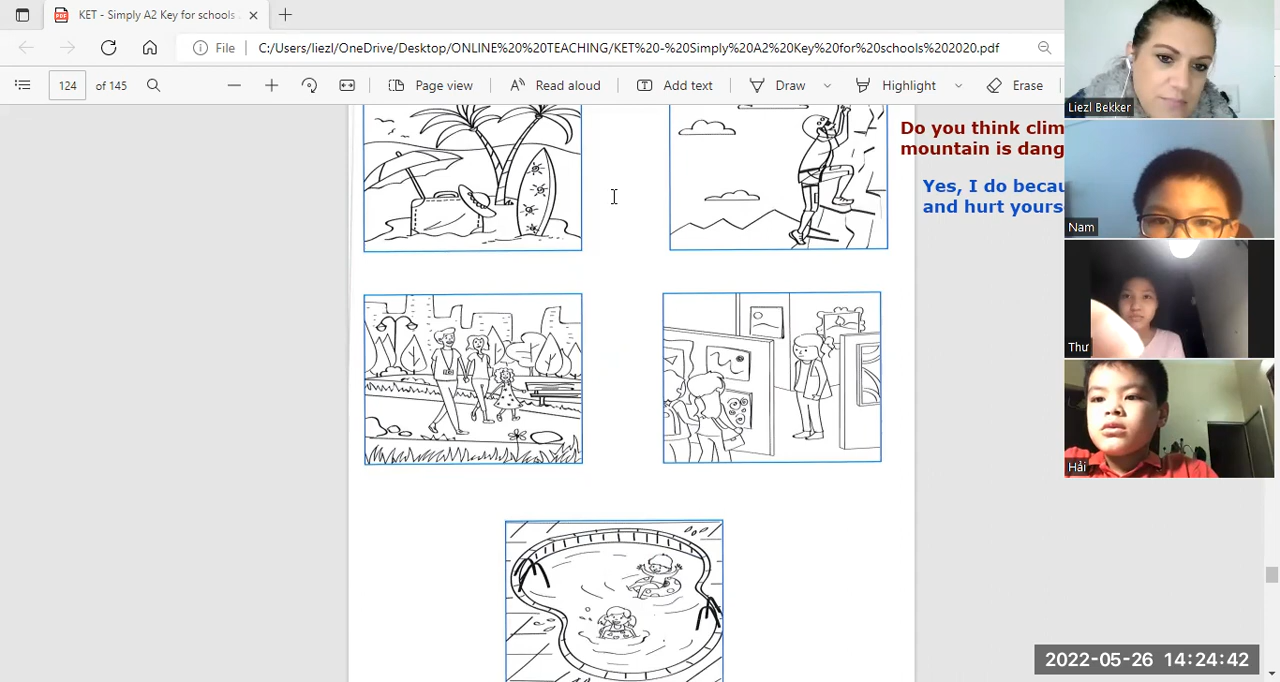 KET - Simply A2 Key for schools
File
C:/Users/liezl/OneDrive/Desktop/ONLINE%20%20TEACHING/KET%20-%20Simply%20A2%20Key%20for%20schools%202020.pdf
124 of 145
Page view
Read aloud
Add text
Draw
Highlight
Erase
Liezl Bekker
Do you think clim
mountain is dang
Yes, I do becau
and hurt yours
Nam
Thư
Hải
2022-05-26 14:24:42